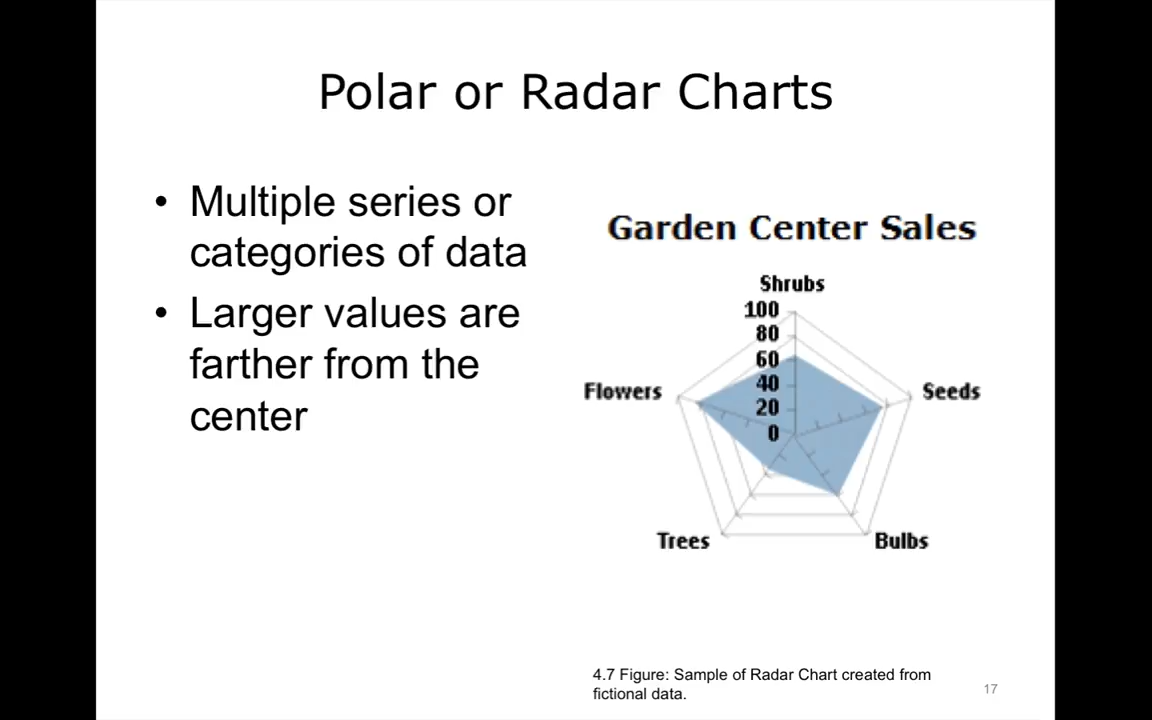 Polar or Radar Charts
• Multiple series or
categories of data
• Larger values are
farther from the
center
Garden Center Sales
Shrubs
100
80
60
40
20
0
Flowers
Seeds
Trees
Bulbs
4.7 Figure: Sample of Radar Chart created from
fictional data.
17